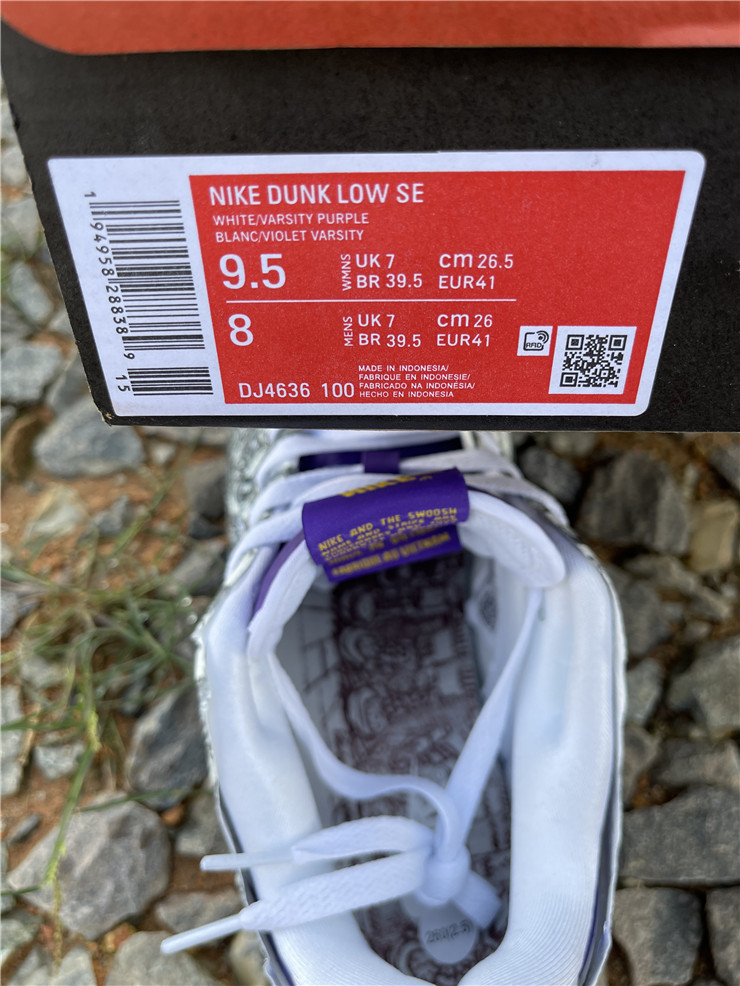 NIKE DUNK LOW SE
WHITE/VARSITY PURPLE
BLANC/VIOLET VARSITY
9.5 WMNS UK 7 cm 26.5
BR 39.5 EUR41
8 MENS UK 7 cm 26
BR 39.5 EUR41
RFID
DJ4636 100
MADE IN INDONESIA/
FABRIQUE EN INDONESIE/
FABRICADO NA INDONÉSIA/
HECHO EN INDONESIA
1 94958 28838 9
15
NIKE
NIKE AND THE SWOOSH